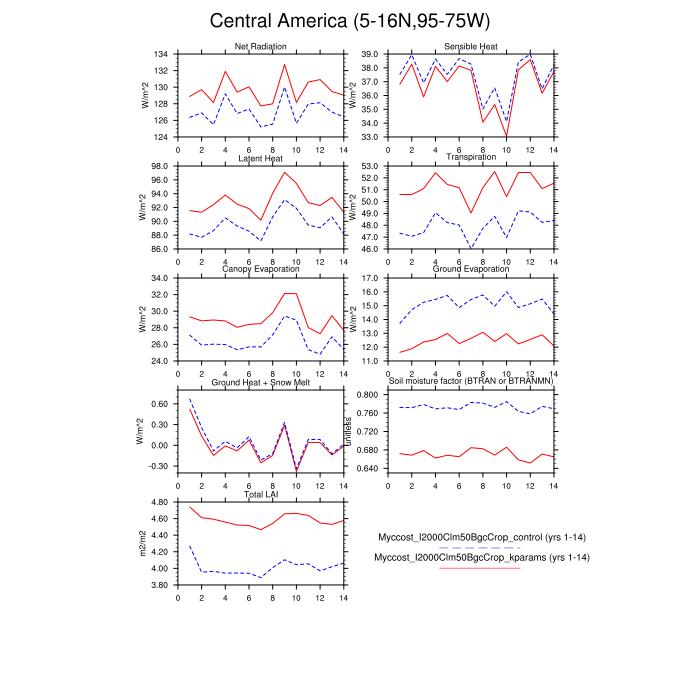 Central America (5-16N,95-75W)
Net Radiation
Sensible Heat
W/m^2
134
132
130
128
126
124
0 2 4 6 8 10 12 14
W/m^2
39.0
38.0
37.0
36.0
35.0
34.0
33.0
0 2 4 6 8 10 12 14
Latent Heat
Transpiration
W/m^2
98.0
96.0
94.0
92.0
90.0
88.0
86.0
0 2 4 6 8 10 12 14
W/m^2
53.0
52.0
51.0
50.0
49.0
48.0
47.0
46.0
0 2 4 6 8 10 12 14
Canopy Evaporation
Ground Evaporation
W/m^2
34.0
32.0
30.0
28.0
26.0
24.0
0 2 4 6 8 10 12 14
W/m^2
17.0
16.0
15.0
14.0
13.0
12.0
11.0
0 2 4 6 8 10 12 14
Ground Heat + Snow Melt
Soil moisture factor (BTRAN or BTRANMN)
W/m^2
0.60
0.30
0.00
-0.30
0 2 4 6 8 10 12 14
unitless
0.800
0.760
0.720
0.680
0.640
0 2 4 6 8 10 12 14
Total LAI
m2/m2
4.80
4.60
4.40
4.20
4.00
3.80
0 2 4 6 8 10 12 14
Myccost_I2000Clm50BgcCrop_control (yrs 1-14)
Myccost_I2000Clm50BgcCrop_kparams (yrs 1-14)